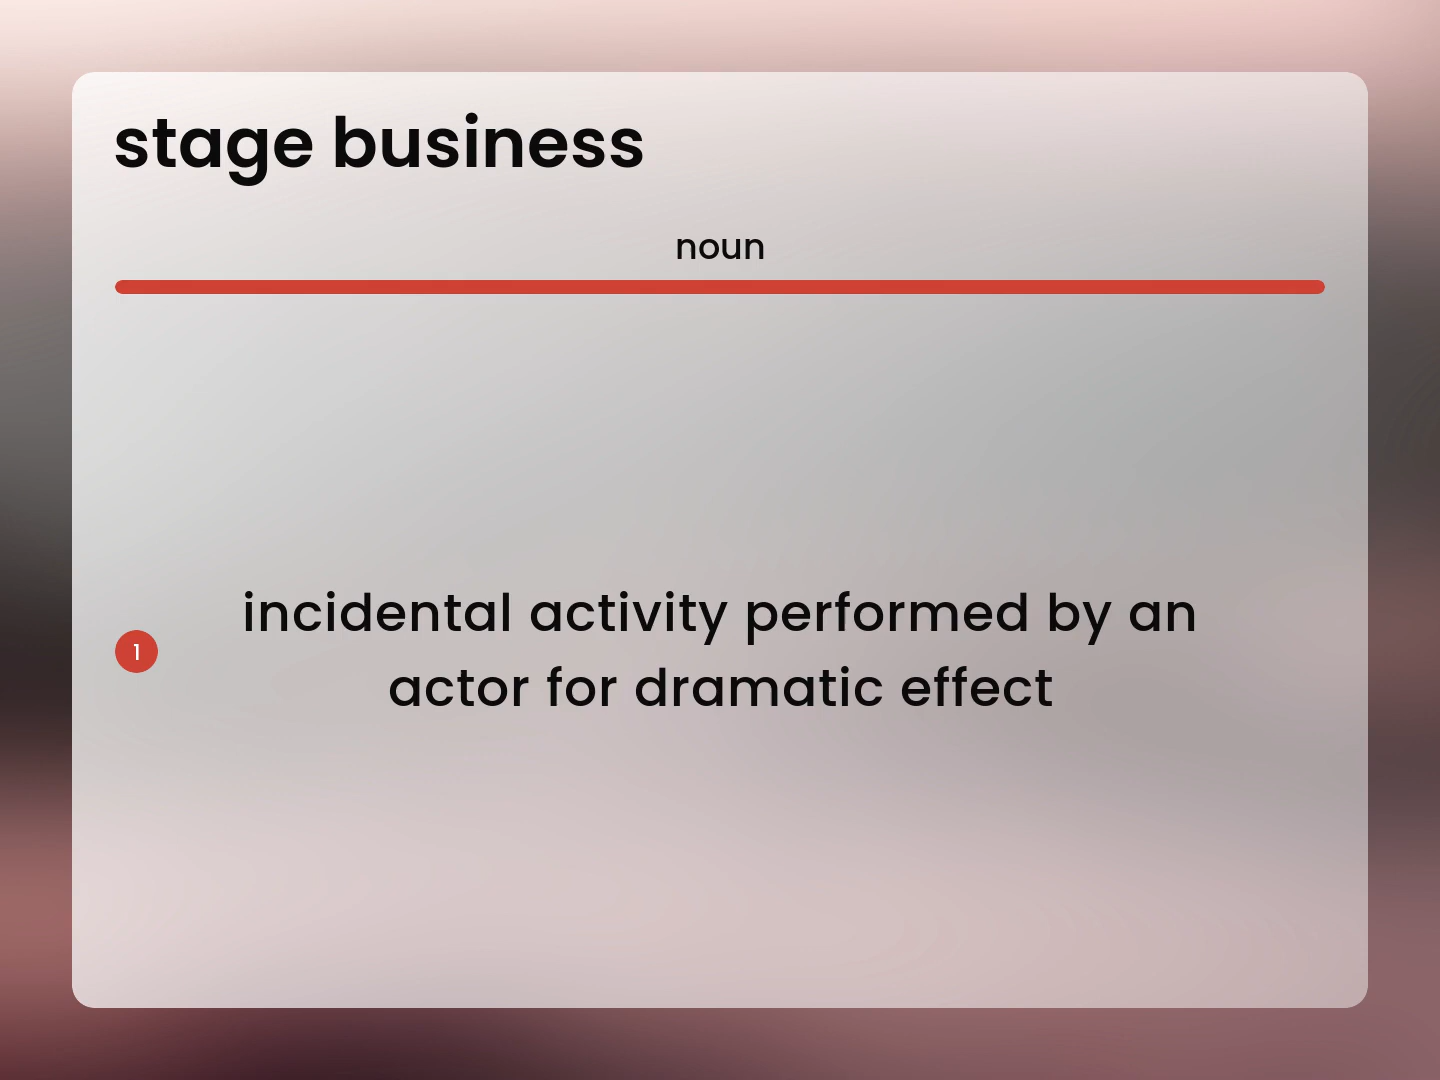 stage business
noun
1
incidental activity performed by an
actor for dramatic effect